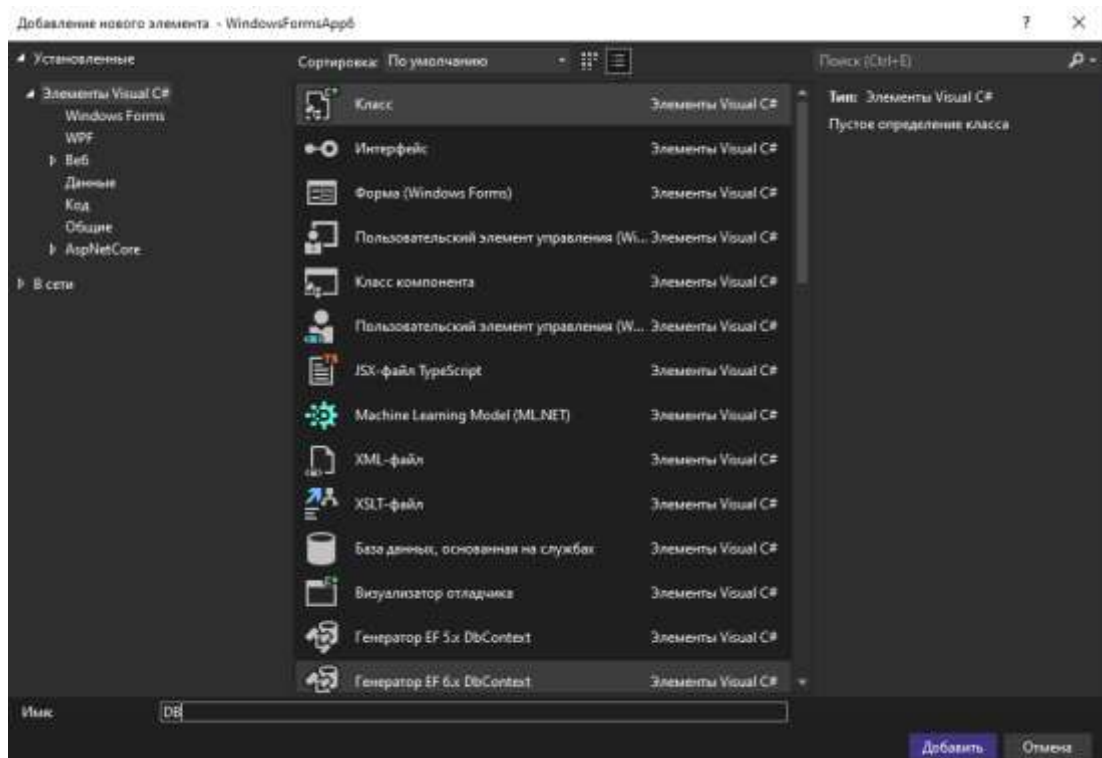 Добавление нового элемента - WindowsFormsApp6
? ×
Установленные
Сортировка: По умолчанию
Поиск (Ctrl+E)
Элементы Visual C#
Windows Forms
WPF
Веб
Данные
Код
Общие
AspNetCore
В сети
Класс Элементы Visual C#
Интерфейс Элементы Visual C#
Форма (Windows Forms) Элементы Visual C#
Пользовательский элемент управления (Wi... Элементы Visual C#
Класс компонента Элементы Visual C#
Пользовательский элемент управления (W... Элементы Visual C#
JSX-файл TypeScript Элементы Visual C#
Machine Learning Model (ML.NET) Элементы Visual C#
XML-файл Элементы Visual C#
XSLT-файл Элементы Visual C#
База данных, основанная на службах Элементы Visual C#
Визуализатор отладчика Элементы Visual C#
Генератор EF 5.x DbContext Элементы Visual C#
Генератор EF 6.x DbContext Элементы Visual C#
Тип: Элементы Visual C#
Пустое определение класса
Имя: DB
Добавить Отмена